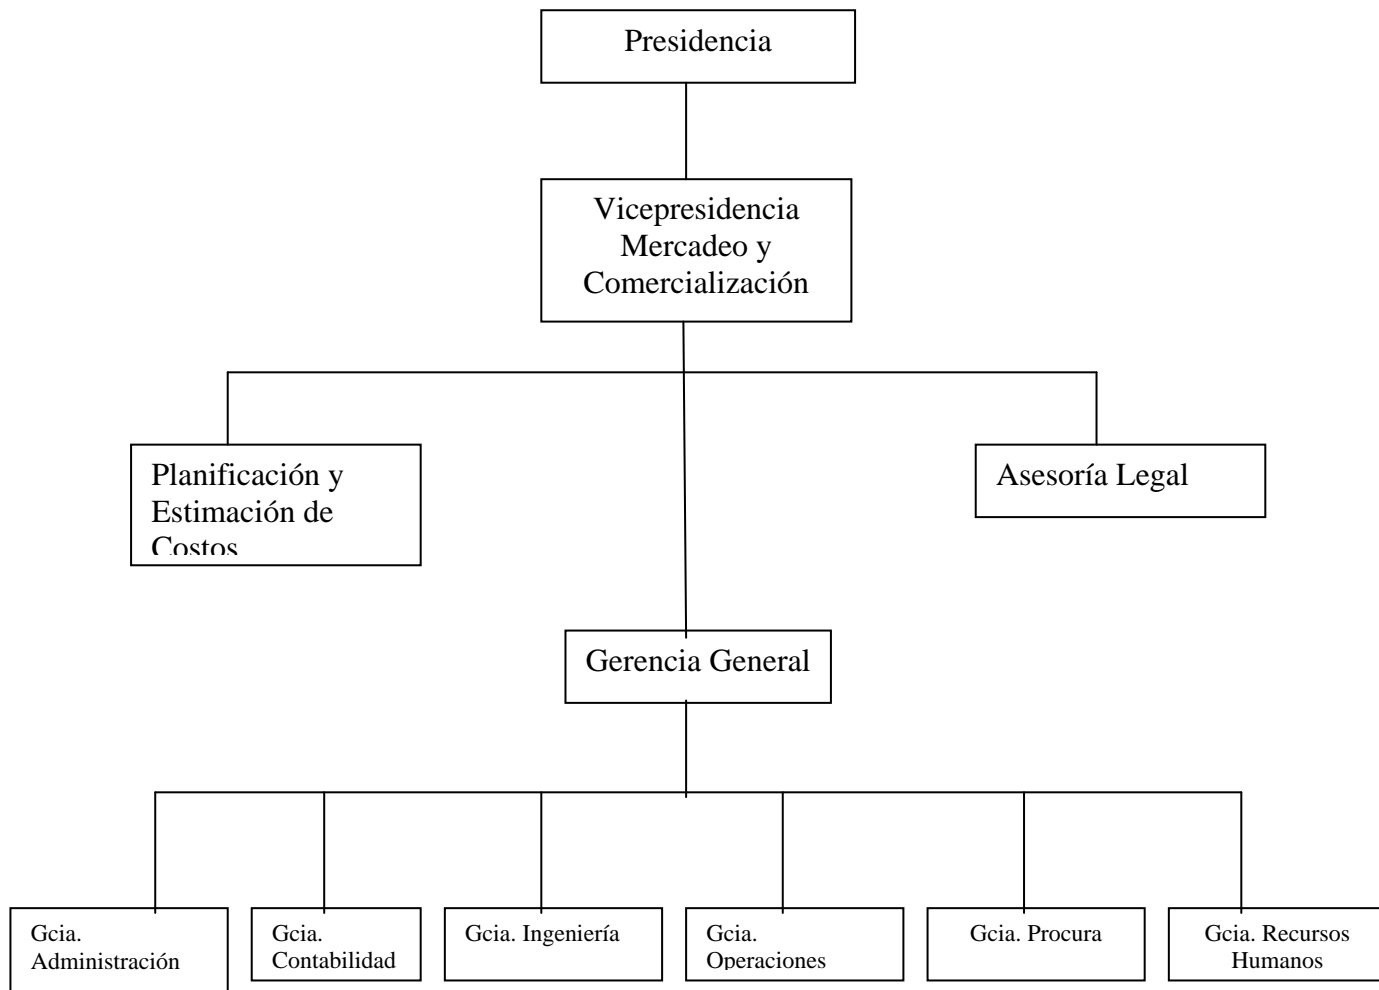 Presidencia
Vicepresidencia
Mercadeo y
Comercialización
Planificación y
Estimación de
Costos
Asesoría Legal
Gerencia General
Gcia.
Administración
Gcia.
Contabilidad
Gcia. Ingeniería
Gcia.
Operaciones
Gcia. Procura
Gcia. Recursos
Humanos